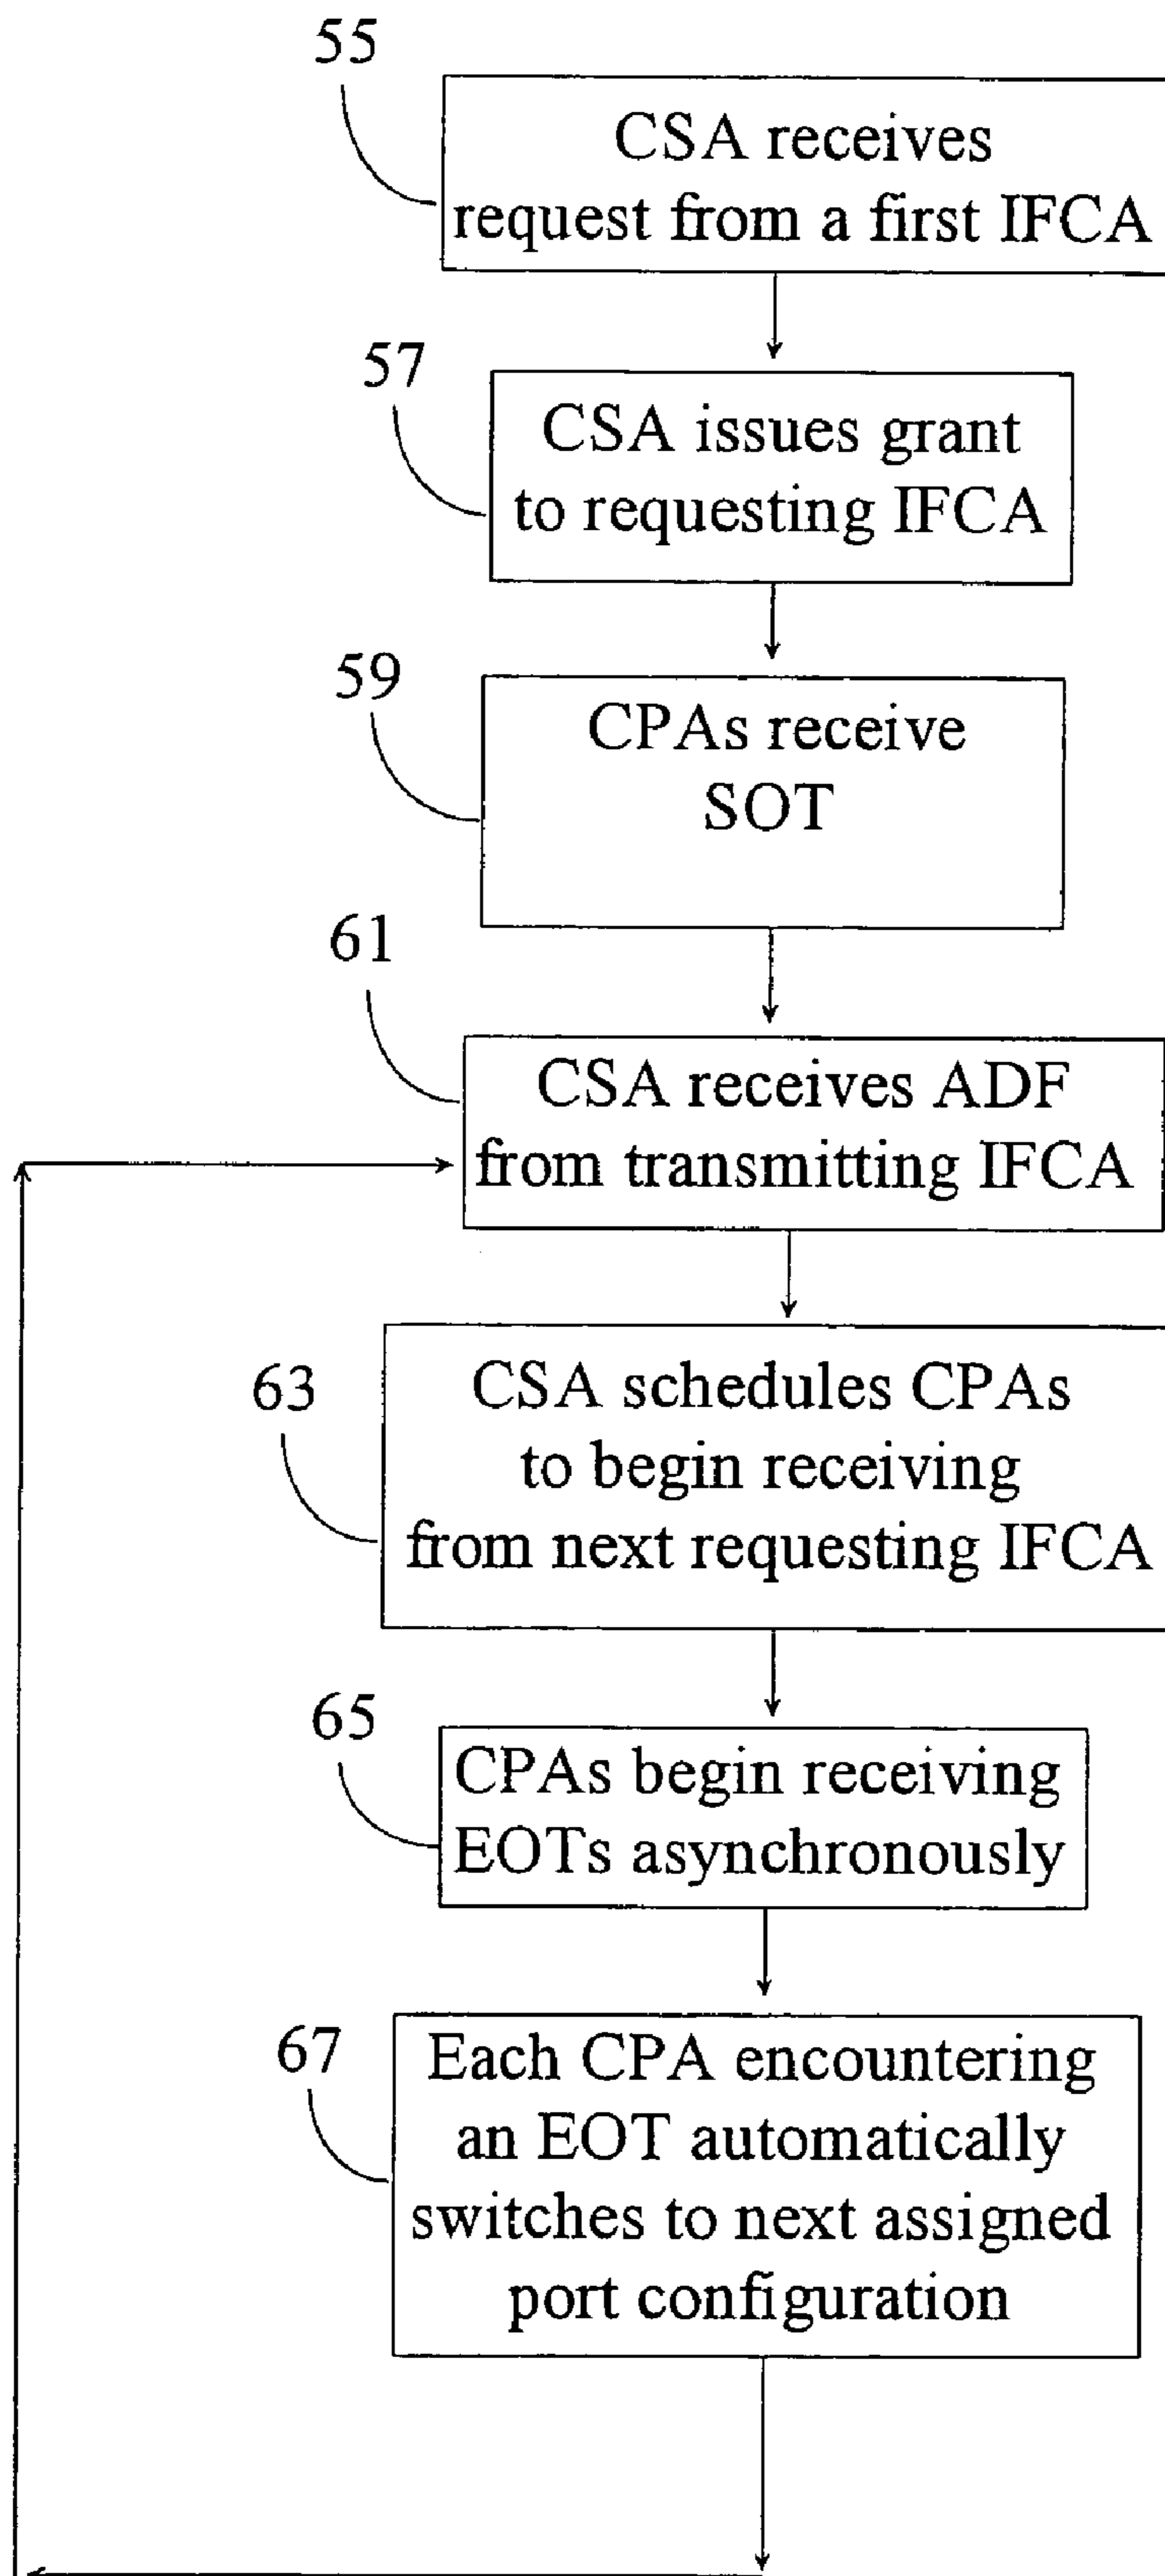 55
CSA receives
request from a first IFCA
57
CSA issues grant
to requesting IFCA
59
CPAs receive
SOT
61
CSA receives ADF
from transmitting IFCA
63
CSA schedules CPAs
to begin receiving
from next requesting IFCA
65
CPAs begin receiving
EOTs asynchronously
67
Each CPA encountering
an EOT automatically
switches to next assigned
port configuration